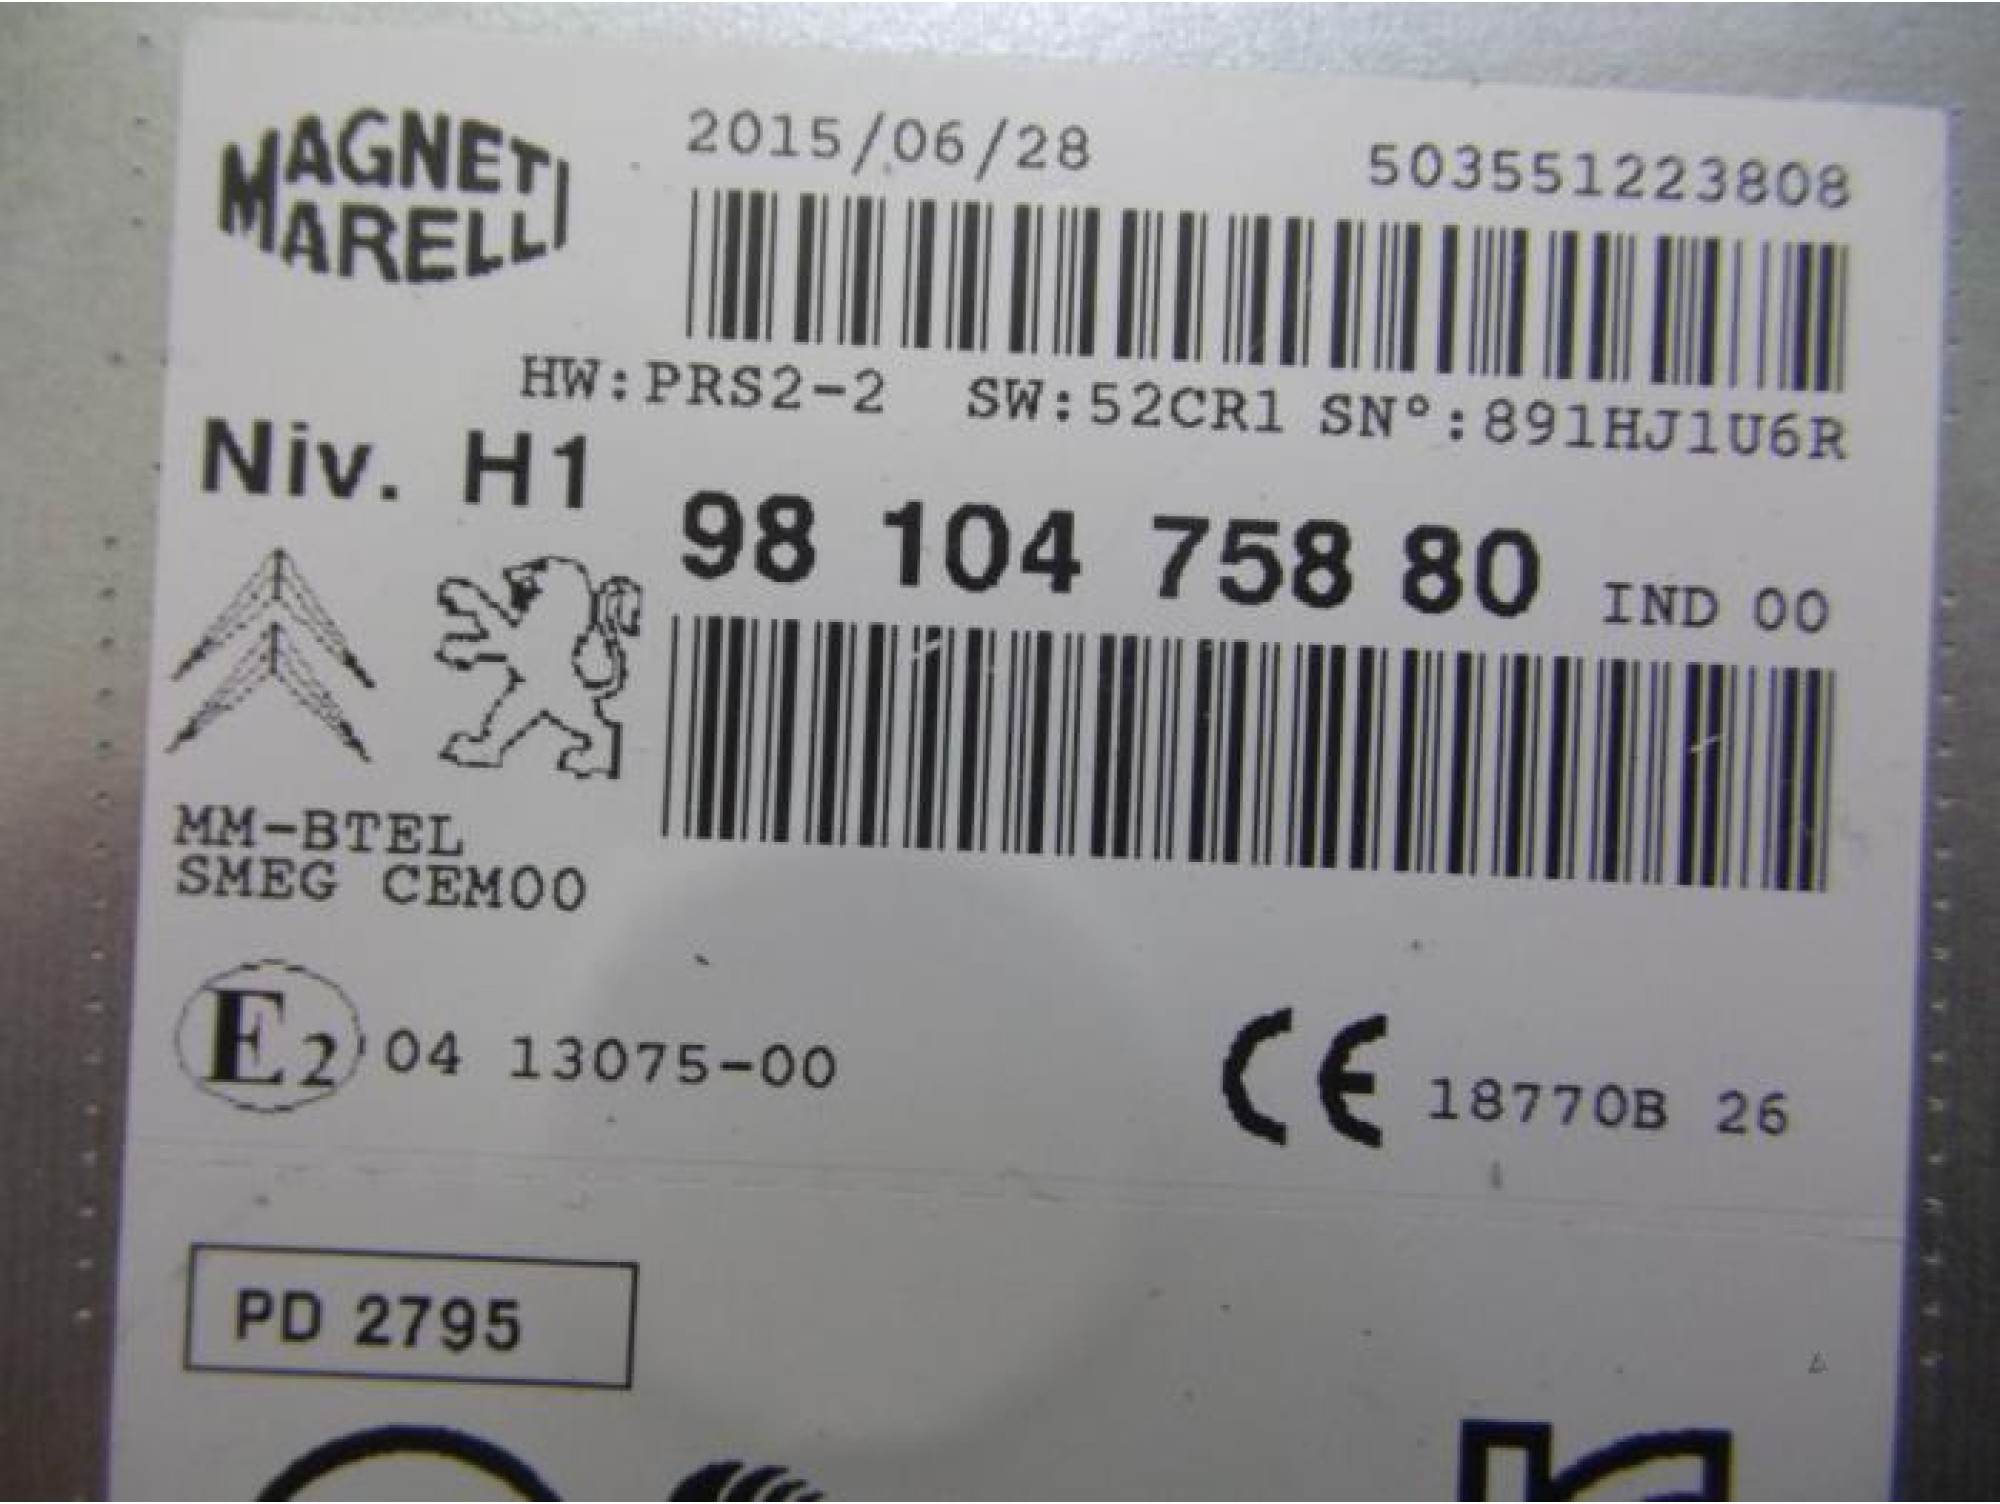 MAGNETI
MARELLI
2015/06/28 503551223808
HW:PRS2-2 SW:52CR1 SN°:891HJ1U6R
Niv. H1
98 104 758 80 IND 00
MM-BTEL
SMEG CEM00
E2 04 13075-00
CE 18770B 26
PD 2795